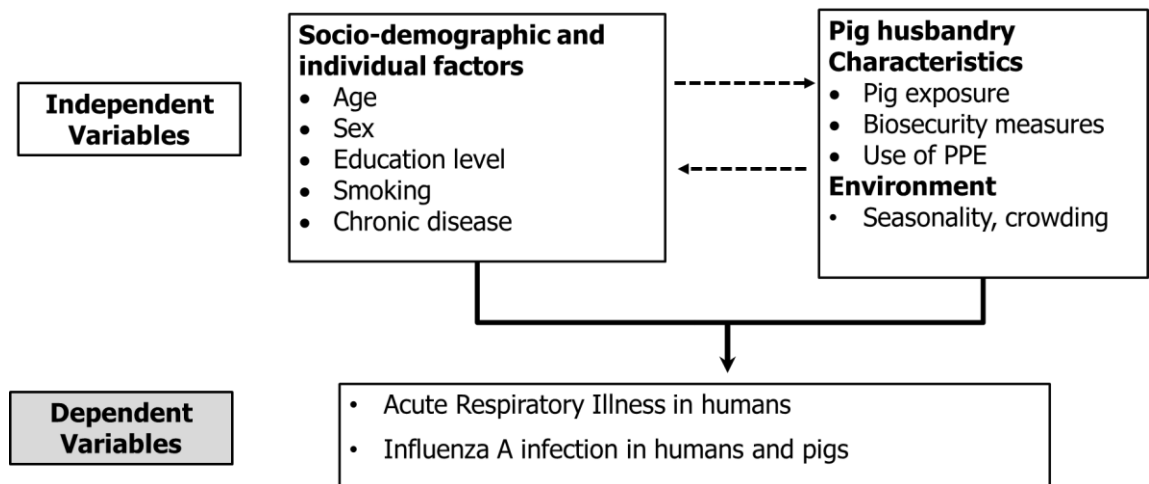 Independent
Variables
Socio-demographic and
individual factors
• Age
• Sex
• Education level
• Smoking
• Chronic disease
Pig husbandry
Characteristics
• Pig exposure
• Biosecurity measures
• Use of PPE
Environment
• Seasonality, crowding
Dependent
Variables
• Acute Respiratory Illness in humans
• Influenza A infection in humans and pigs